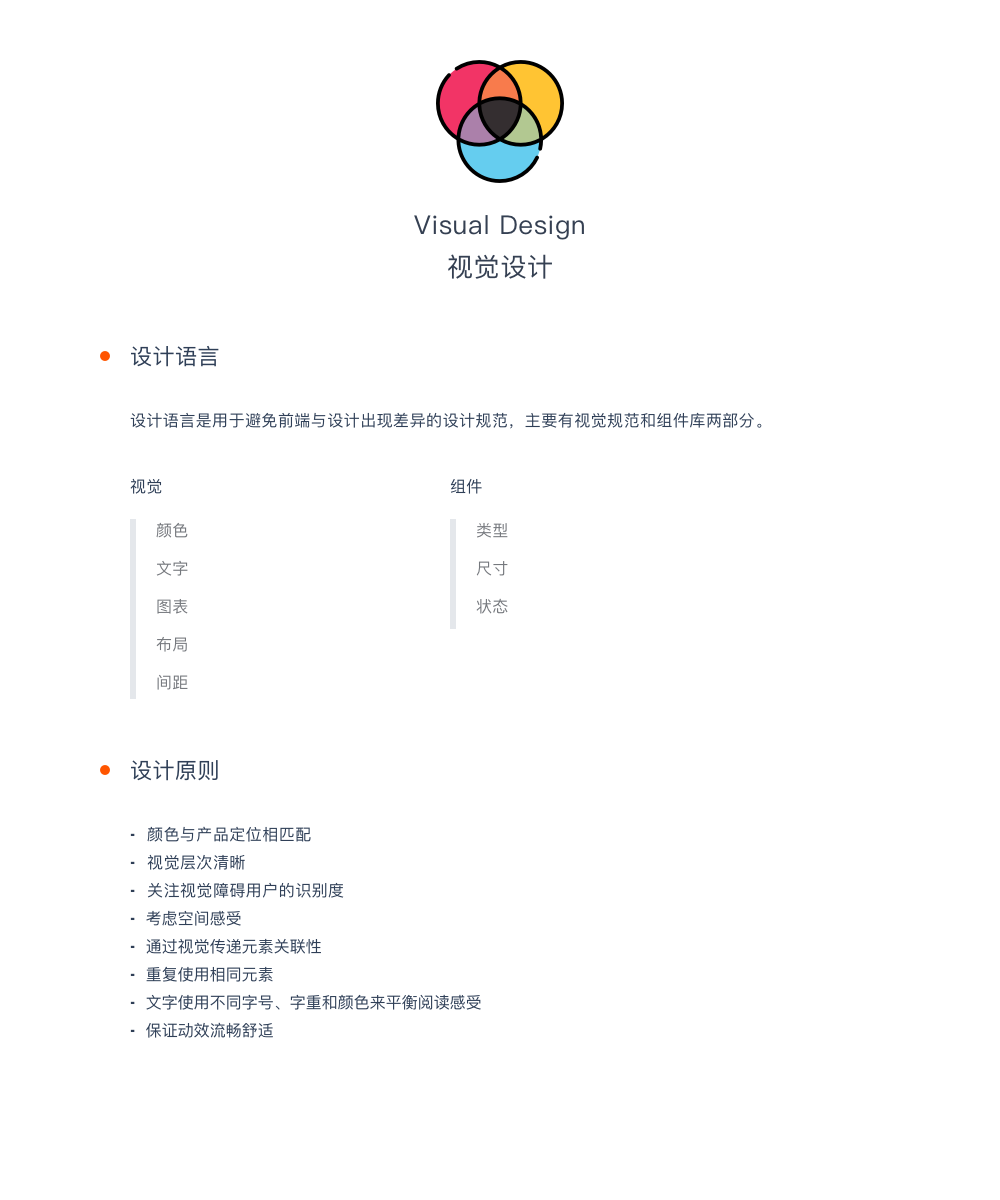 Visual Design
视觉设计
设计语言
设计语言是用于避免前端与设计出现差异的设计规范，主要有视觉规范和组件库两部分。
视觉
颜色
文字
图表
布局
间距
组件
类型
尺寸
状态
设计原则
- 颜色与产品定位相匹配
- 视觉层次清晰
- 关注视觉障碍用户的识别度
- 考虑空间感受
- 通过视觉传递元素关联性
- 重复使用相同元素
- 文字使用不同字号、字重和颜色来平衡阅读感受
- 保证动效流畅舒适